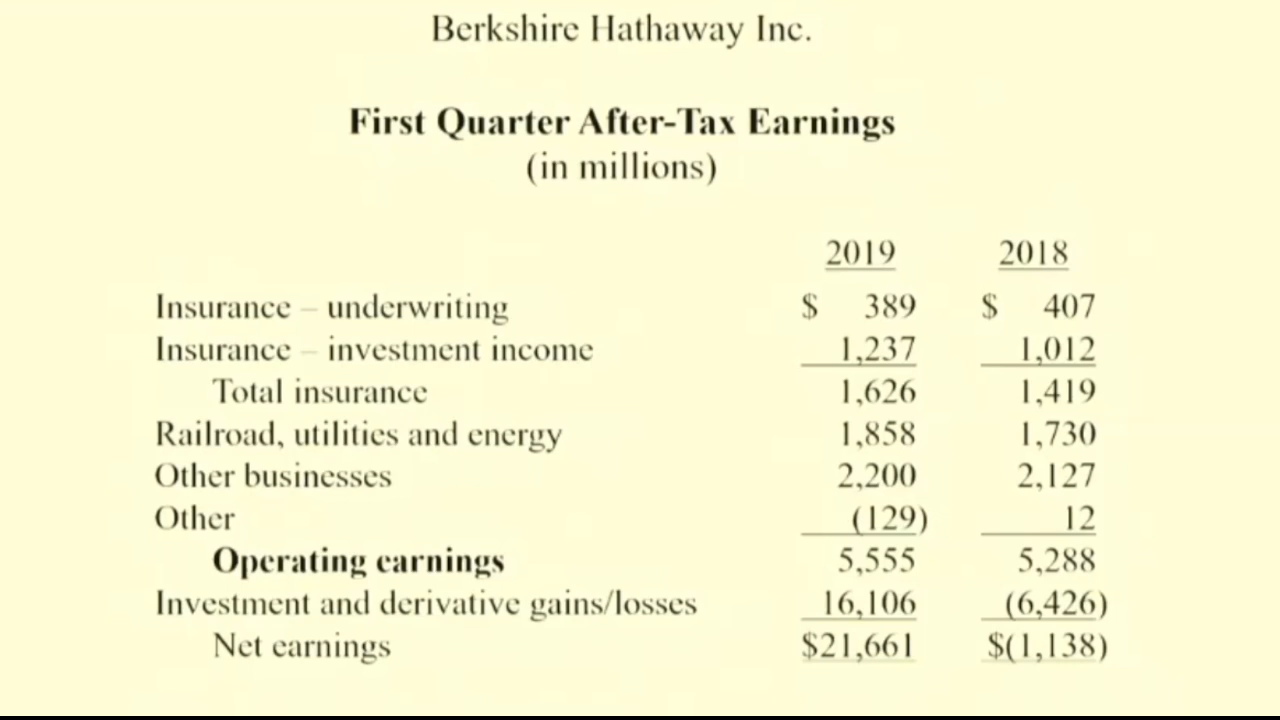 Berkshire Hathaway Inc.
First Quarter After-Tax Earnings
(in millions)
2019 2018
Insurance – underwriting $ 389 $ 407
Insurance – investment income 1,237 1,012
Total insurance 1,626 1,419
Railroad, utilities and energy 1,858 1,730
Other businesses 2,200 2,127
Other (129) 12
Operating earnings 5,555 5,288
Investment and derivative gains/losses 16,106 (6,426)
Net earnings $21,661 $(1,138)